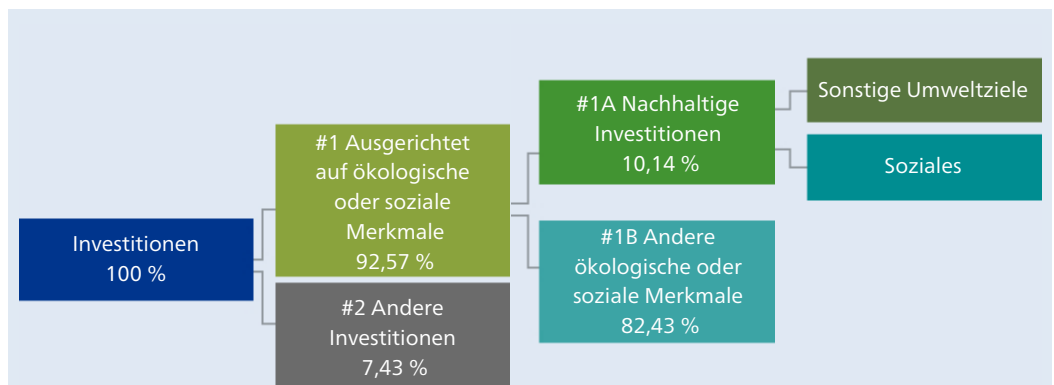 Investitionen
100 %
#1 Ausgerichtet
auf ökologische
oder soziale
Merkmale
92,57 %
#2 Andere
Investitionen
7,43 %
#1A Nachhaltige
Investitionen
10,14 %
#1B Andere
ökologische oder
soziale Merkmale
82,43 %
Sonstige Umweltziele
Soziales